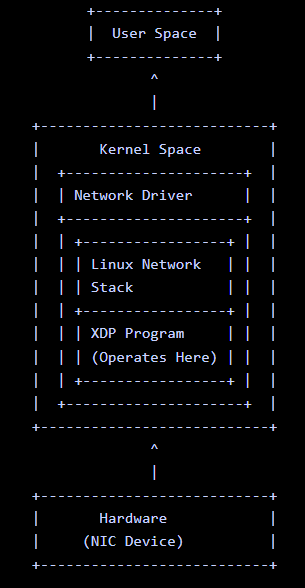 User Space
Kernel Space
Network Driver
Linux Network
Stack
XDP Program
(Operates Here)
Hardware
(NIC Device)